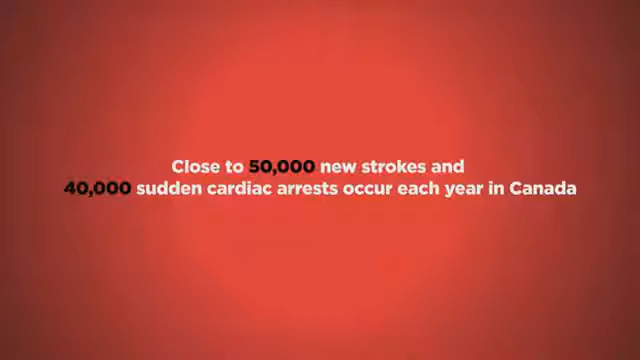 Close to 50,000 new strokes and
40,000 sudden cardiac arrests occur each year in Canada